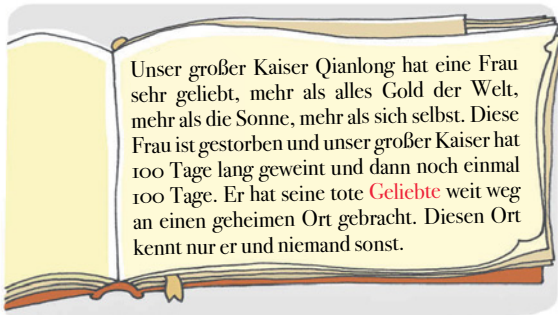 Unser großer Kaiser Qianlong hat eine Frau
sehr geliebt, mehr als alles Gold der Welt,
mehr als die Sonne, mehr als sich selbst. Diese
Frau ist gestorben und unser großer Kaiser hat
100 Tage lang geweint und dann noch einmal
100 Tage. Er hat seine tote Geliebte weit weg
an einen geheimen Ort gebracht. Diesen Ort
kennt nur er und niemand sonst.